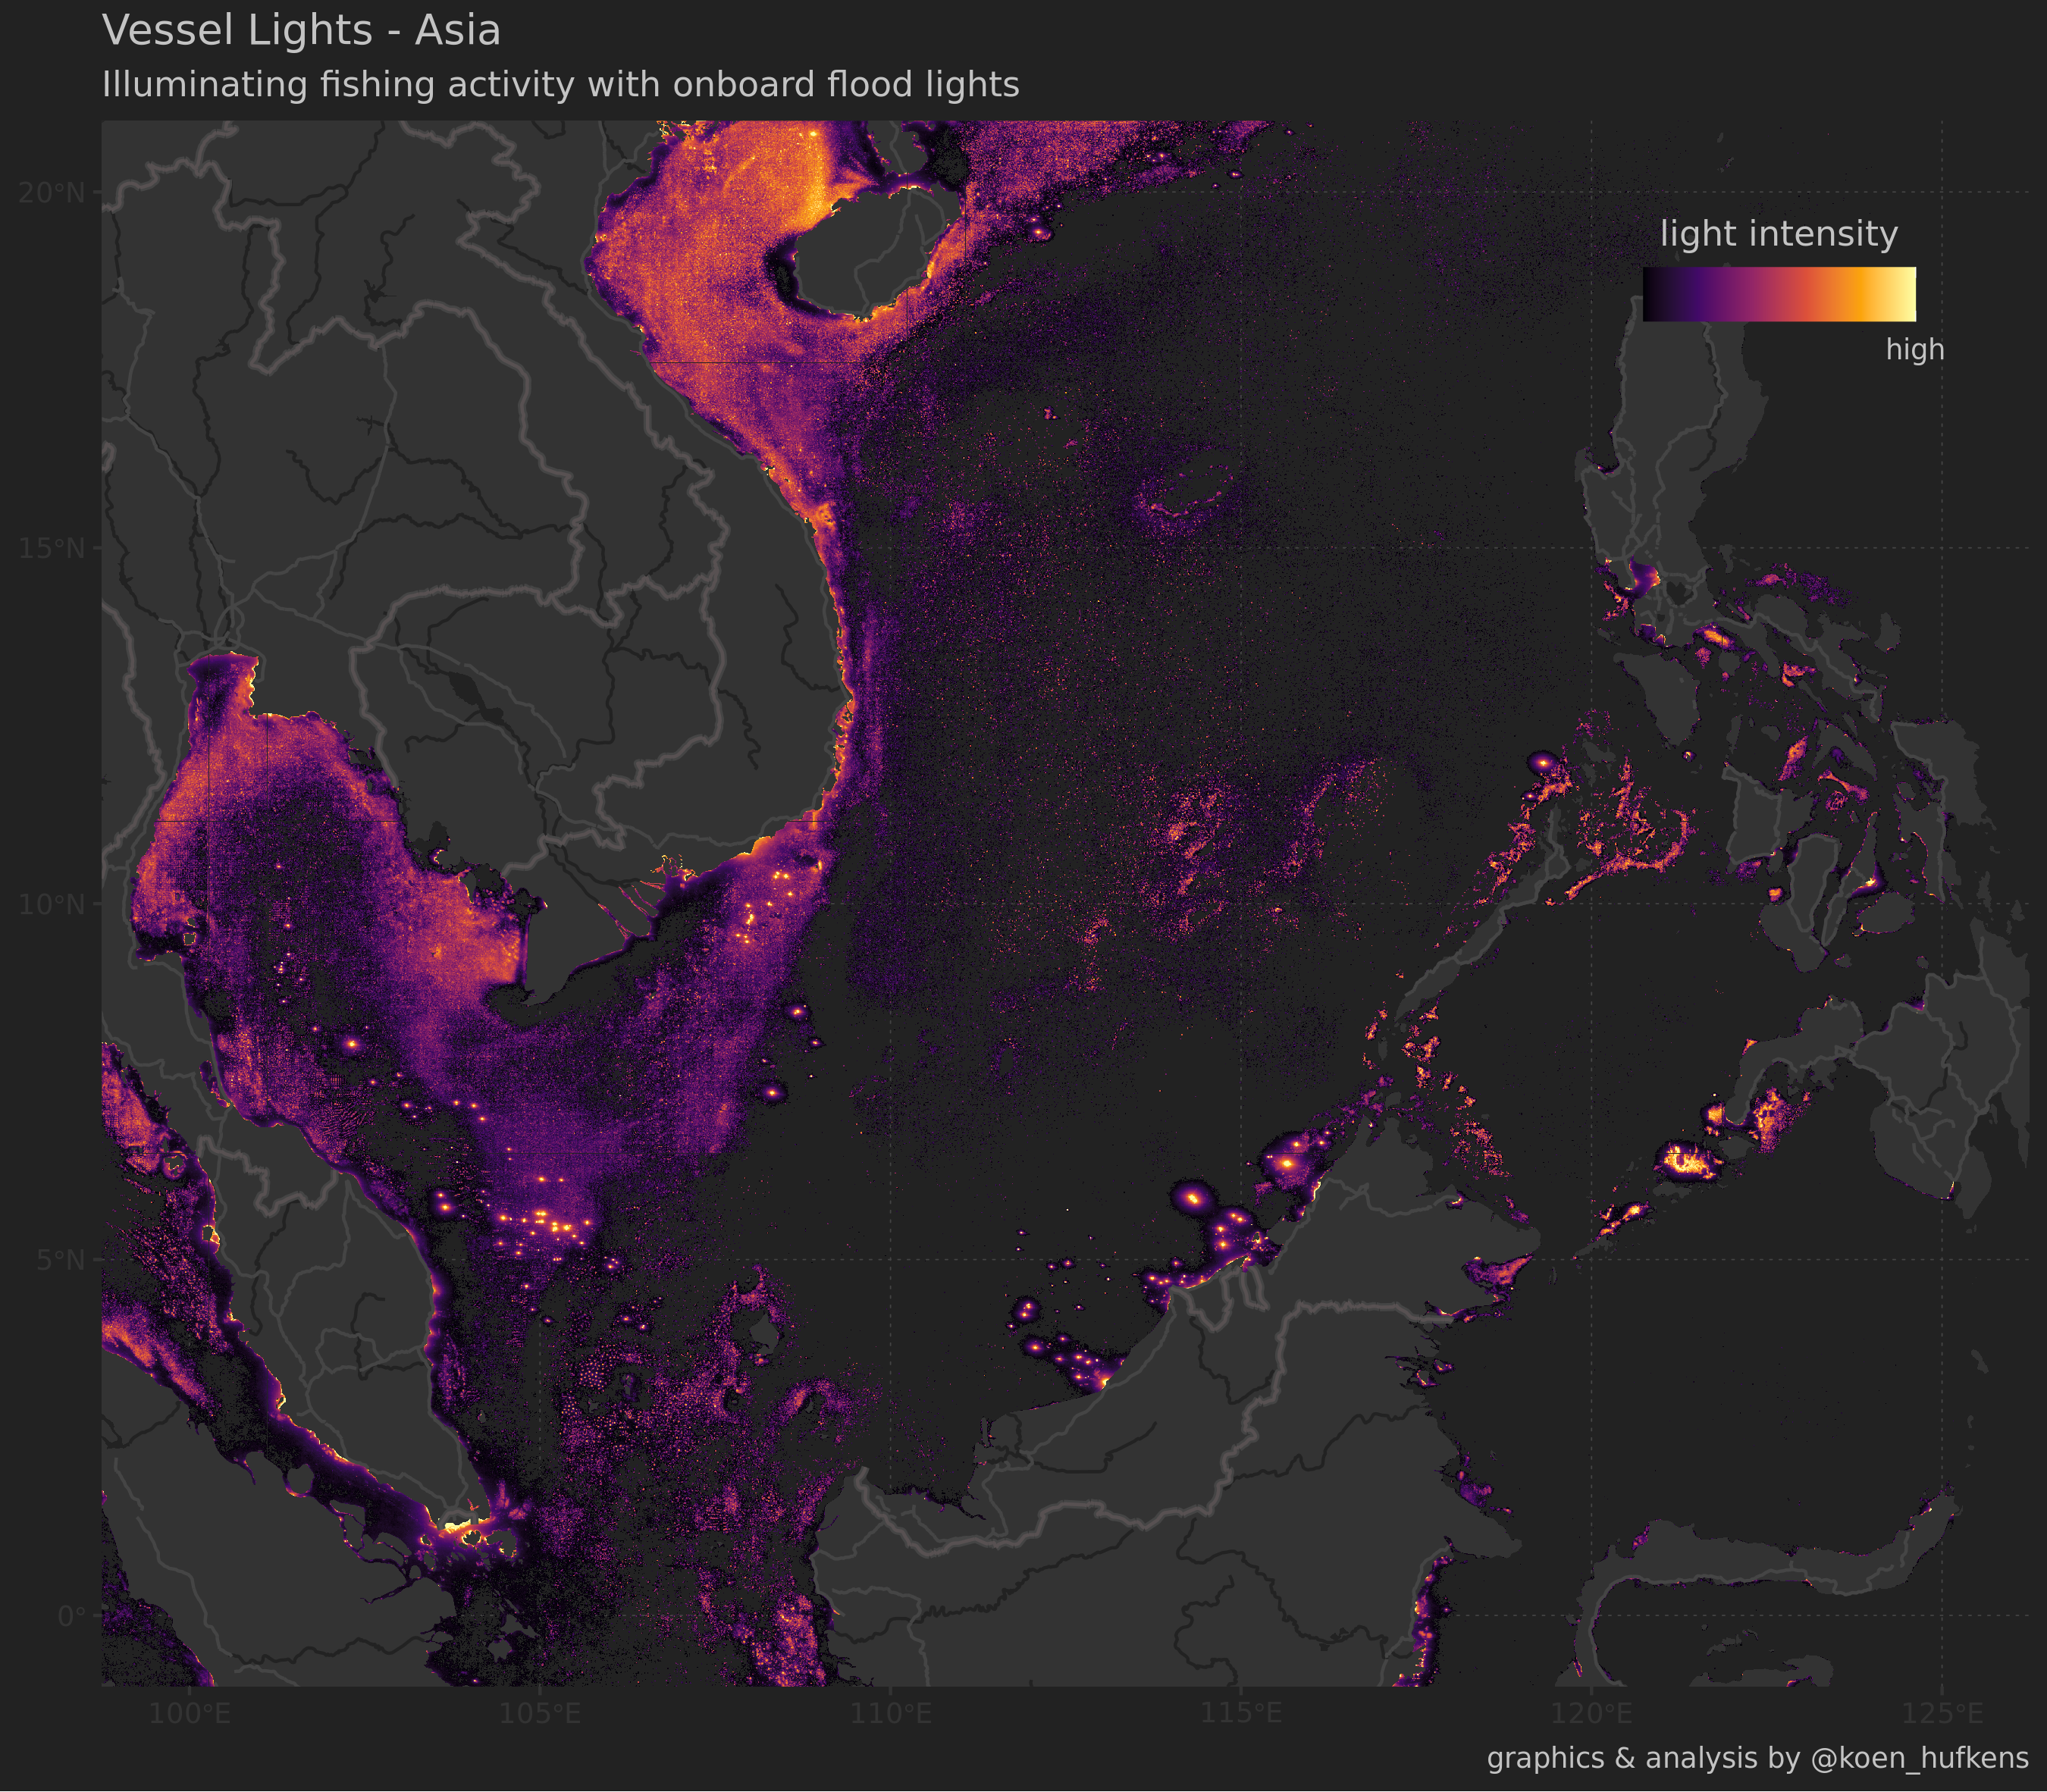 Vessel Lights - Asia
Illuminating fishing activity with onboard flood lights
20°N
light intensity
high
15°N
10°N
5°N
0°
100°E 105°E 110°E 115°E 120°E 125°E
graphics & analysis by @koen_hufkens